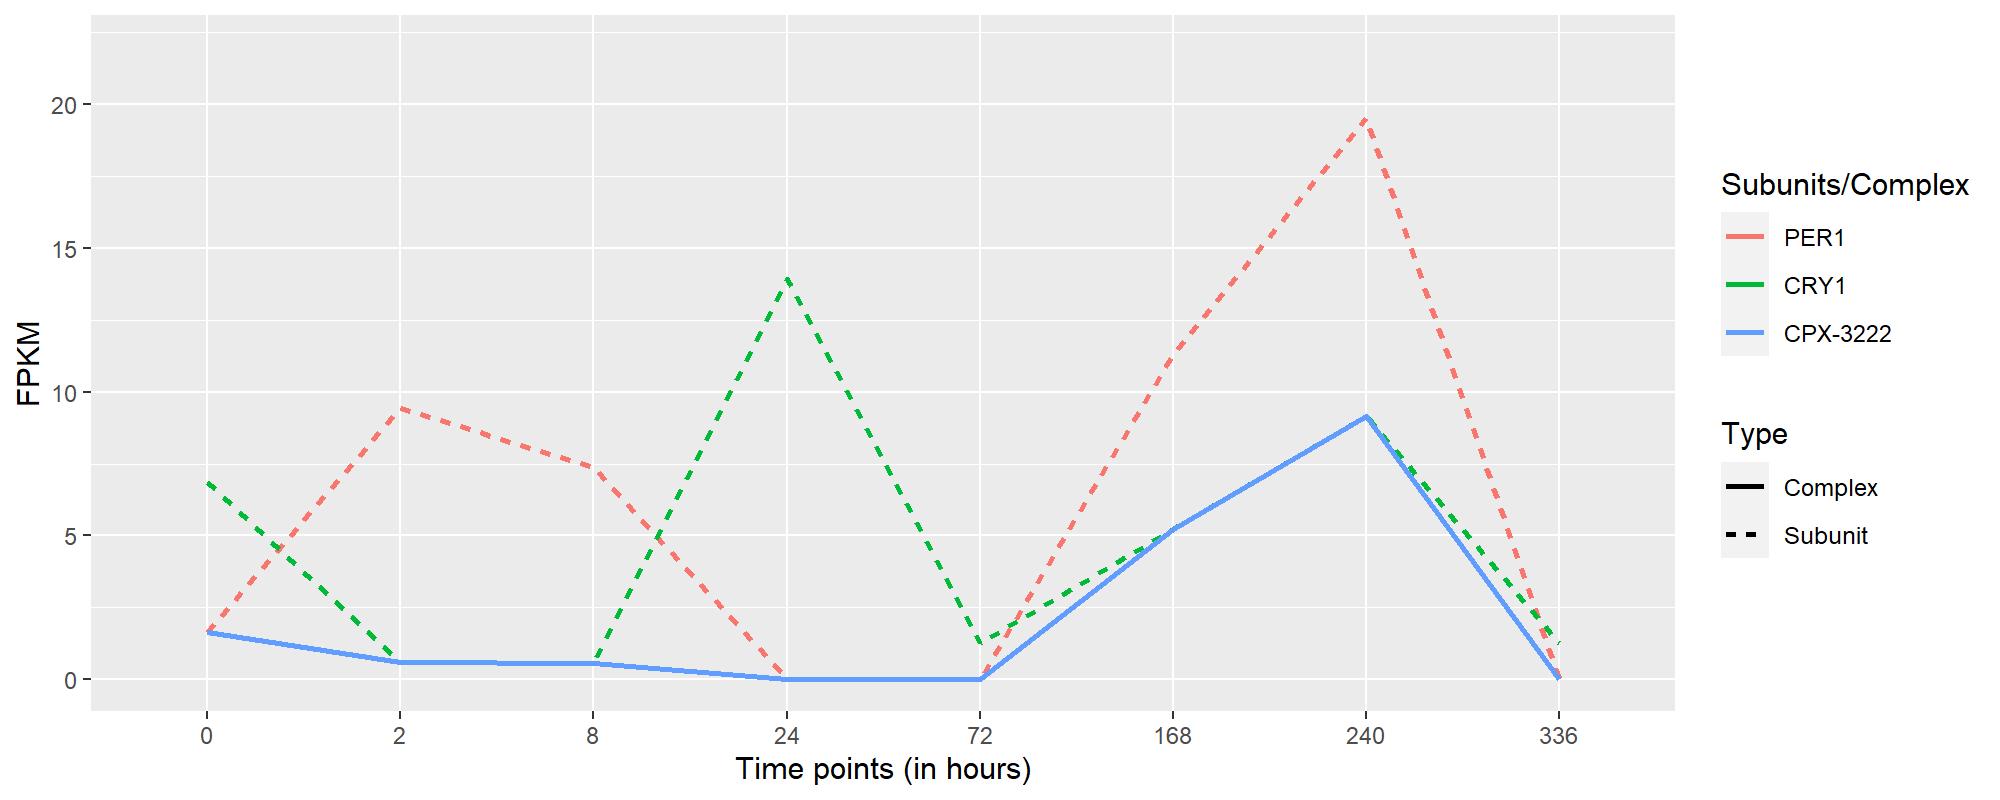 FPKM
20
15
10
5
0
0 2 8 24 72 168 240 336
Time points (in hours)
Subunits/Complex
PER1
CRY1
CPX-3222
Type
Complex
Subunit